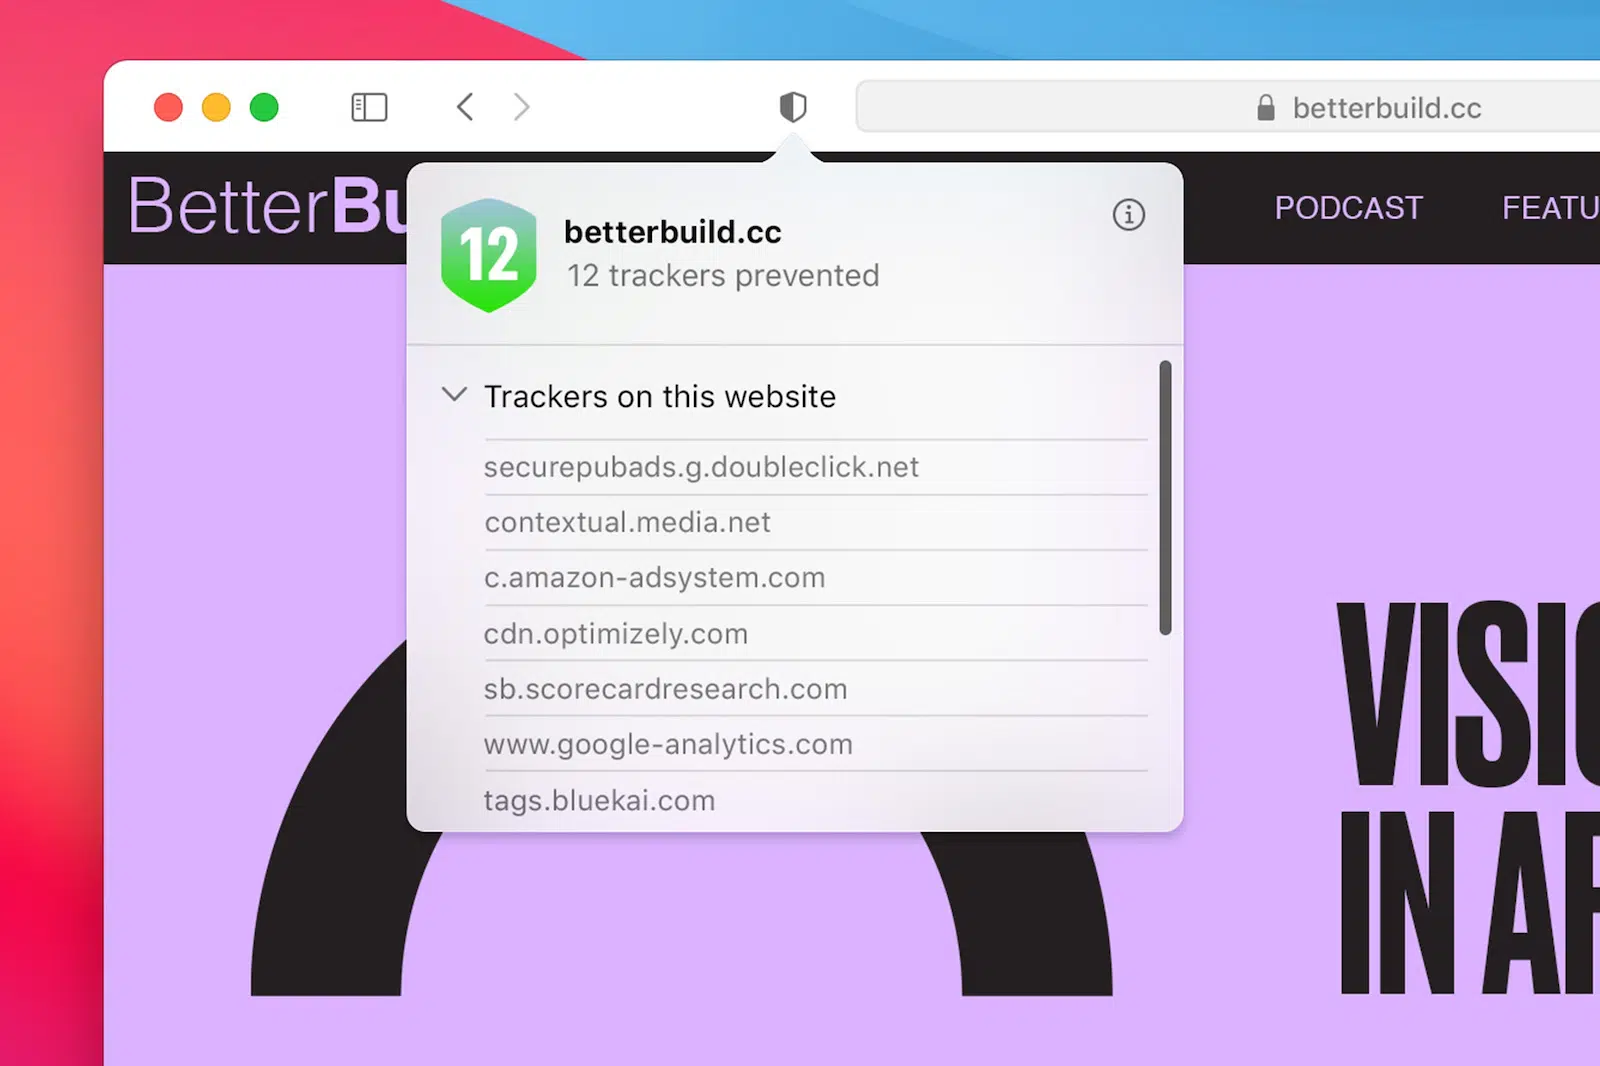 betterbuild.cc
BetterBu
PODCAST
FEATU
12
betterbuild.cc
12 trackers prevented
Trackers on this website
securepubads.g.doubleclick.net
contextual.media.net
c.amazon-adsystem.com
cdn.optimizely.com
sb.scorecardresearch.com
www.google-analytics.com
tags.bluekai.com
VISIO
IN AR